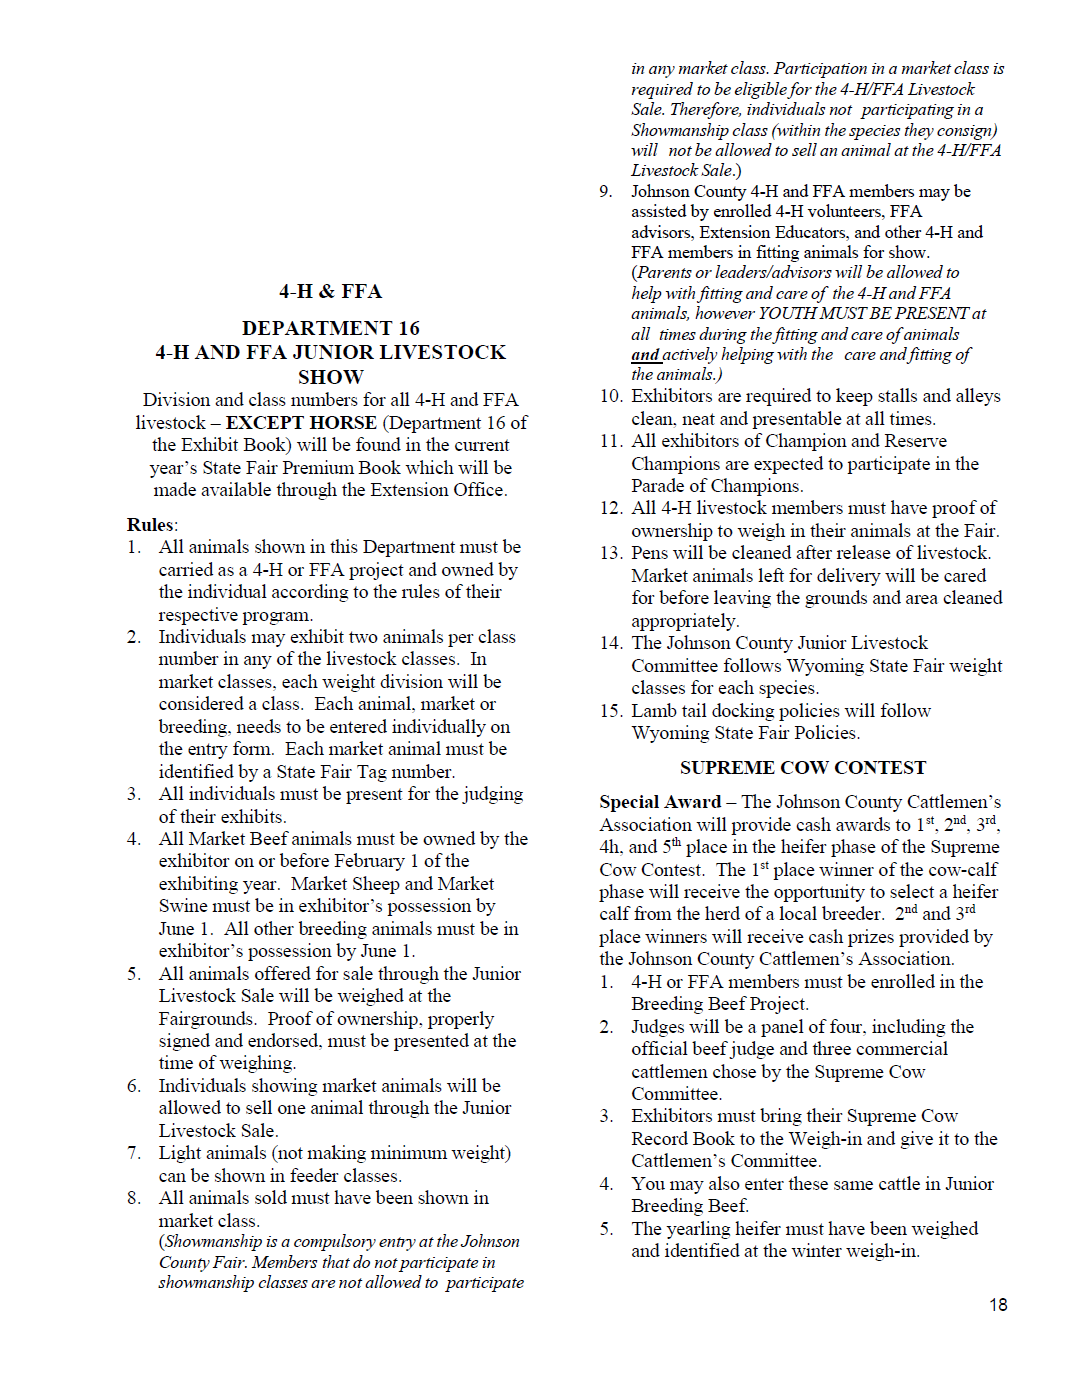 4-H & FFA
DEPARTMENT 16
4-H AND FFA JUNIOR LIVESTOCK
SHOW
Division and class numbers for all 4-H and FFA
livestock – EXCEPT HORSE (Department 16 of
the Exhibit Book) will be found in the current
year’s State Fair Premium Book which will be
made available through the Extension Office.
Rules:
1. All animals shown in this Department must be
carried as a 4-H or FFA project and owned by
the individual according to the rules of their
respective program.
2. Individuals may exhibit two animals per class
number in any of the livestock classes. In
market classes, each weight division will be
considered a class. Each animal, market or
breeding, needs to be entered individually on
the entry form. Each market animal must be
identified by a State Fair Tag number.
3. All individuals must be present for the judging
of their exhibits.
4. All Market Beef animals must be owned by the
exhibitor on or before February 1 of the
exhibiting year. Market Sheep and Market
Swine must be in exhibitor’s possession by
June 1. All other breeding animals must be in
exhibitor’s possession by June 1.
5. All animals offered for sale through the Junior
Livestock Sale will be weighed at the
Fairgrounds. Proof of ownership, properly
signed and endorsed, must be presented at the
time of weighing.
6. Individuals showing market animals will be
allowed to sell one animal through the Junior
Livestock Sale.
7. Light animals (not making minimum weight)
can be shown in feeder classes.
8. All animals sold must have been shown in
market class.
(Showmanship is a compulsory entry at the Johnson
County Fair. Members that do not participate in
showmanship classes are not allowed to participate
in any market class. Participation in a market class is
required to be eligible for the 4-H/FFA Livestock
Sale. Therefore, individuals not participating in a
Showmanship class (within the species they consign)
will not be allowed to sell an animal at the 4-H/FFA
Livestock Sale.)
9. Johnson County 4-H and FFA members may be
assisted by enrolled 4-H volunteers, FFA
advisors, Extension Educators, and other 4-H and
FFA members in fitting animals for show.
(Parents or leaders/advisors will be allowed to
help with fitting and care of the 4-H and FFA
animals, however YOUTH MUST BE PRESENT at
all times during the fitting and care of animals
and actively helping with the care and fitting of
the animals.)
10. Exhibitors are required to keep stalls and alleys
clean, neat and presentable at all times.
11. All exhibitors of Champion and Reserve
Champions are expected to participate in the
Parade of Champions.
12. All 4-H livestock members must have proof of
ownership to weigh in their animals at the Fair.
13. Pens will be cleaned after release of livestock.
Market animals left for delivery will be cared
for before leaving the grounds and area cleaned
appropriately.
14. The Johnson County Junior Livestock
Committee follows Wyoming State Fair weight
classes for each species.
15. Lamb tail docking policies will follow
Wyoming State Fair Policies.
SUPREME COW CONTEST
Special Award – The Johnson County Cattlemen’s
Association will provide cash awards to 1st, 2nd, 3rd,
4h, and 5th place in the heifer phase of the Supreme
Cow Contest. The 1st place winner of the cow-calf
phase will receive the opportunity to select a heifer
calf from the herd of a local breeder. 2nd and 3rd
place winners will receive cash prizes provided by
the Johnson County Cattlemen’s Association.
1. 4-H or FFA members must be enrolled in the
Breeding Beef Project.
2. Judges will be a panel of four, including the
official beef judge and three commercial
cattlemen chose by the Supreme Cow
Committee.
3. Exhibitors must bring their Supreme Cow
Record Book to the Weigh-in and give it to the
Cattlemen’s Committee.
4. You may also enter these same cattle in Junior
Breeding Beef.
5. The yearling heifer must have been weighed
and identified at the winter weigh-in.
18